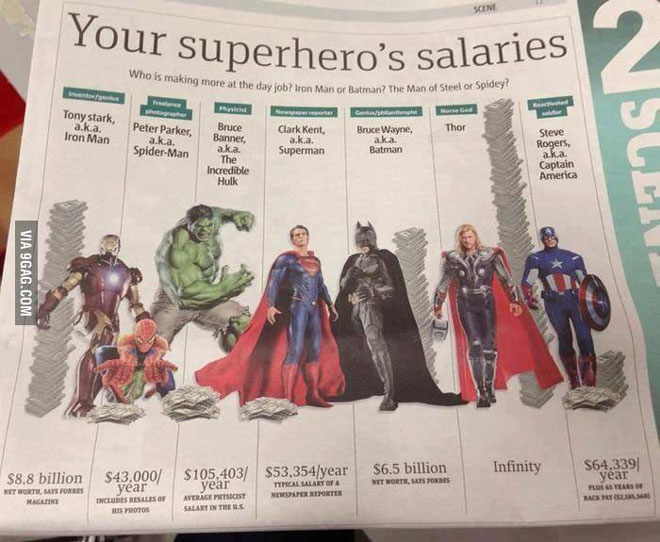 SCENE
Your superhero's salaries
Who is making more at the day job? Iron Man or Batman? The Man of Steel or Spidey?
Inventor/genius
Tony stark,
a.k.a.
Iron Man
Freelance
photographer
Peter Parker,
a.k.a.
Spider-Man
Physicist
Bruce
Banner,
a.k.a.
The
Incredible
Hulk
Newspaper reporter
Clark Kent,
a.k.a.
Superman
Genius/philanthropist
Bruce Wayne,
a.k.a.
Batman
Norse God
Thor
Reactivated
soldier
Steve
Rogers,
a.k.a.
Captain
America
$8.8 billion
NET WORTH, SAYS FORBES
MAGAZINE
$43,000/
year
INCLUDES RESALES OF
HIS PHOTOS
$105,403/
year
AVERAGE PHYSICIST
SALARY IN THE U.S.
$53,354/year
TYPICAL SALARY OF A
NEWSPAPER REPORTER
$6.5 billion
NET WORTH, SAYS FORBES
Infinity
$64,339/
year
PLUS 65 YEARS OF
BACK PAY ($2,185,560)
2
SCENE
VIA 9GAG.COM